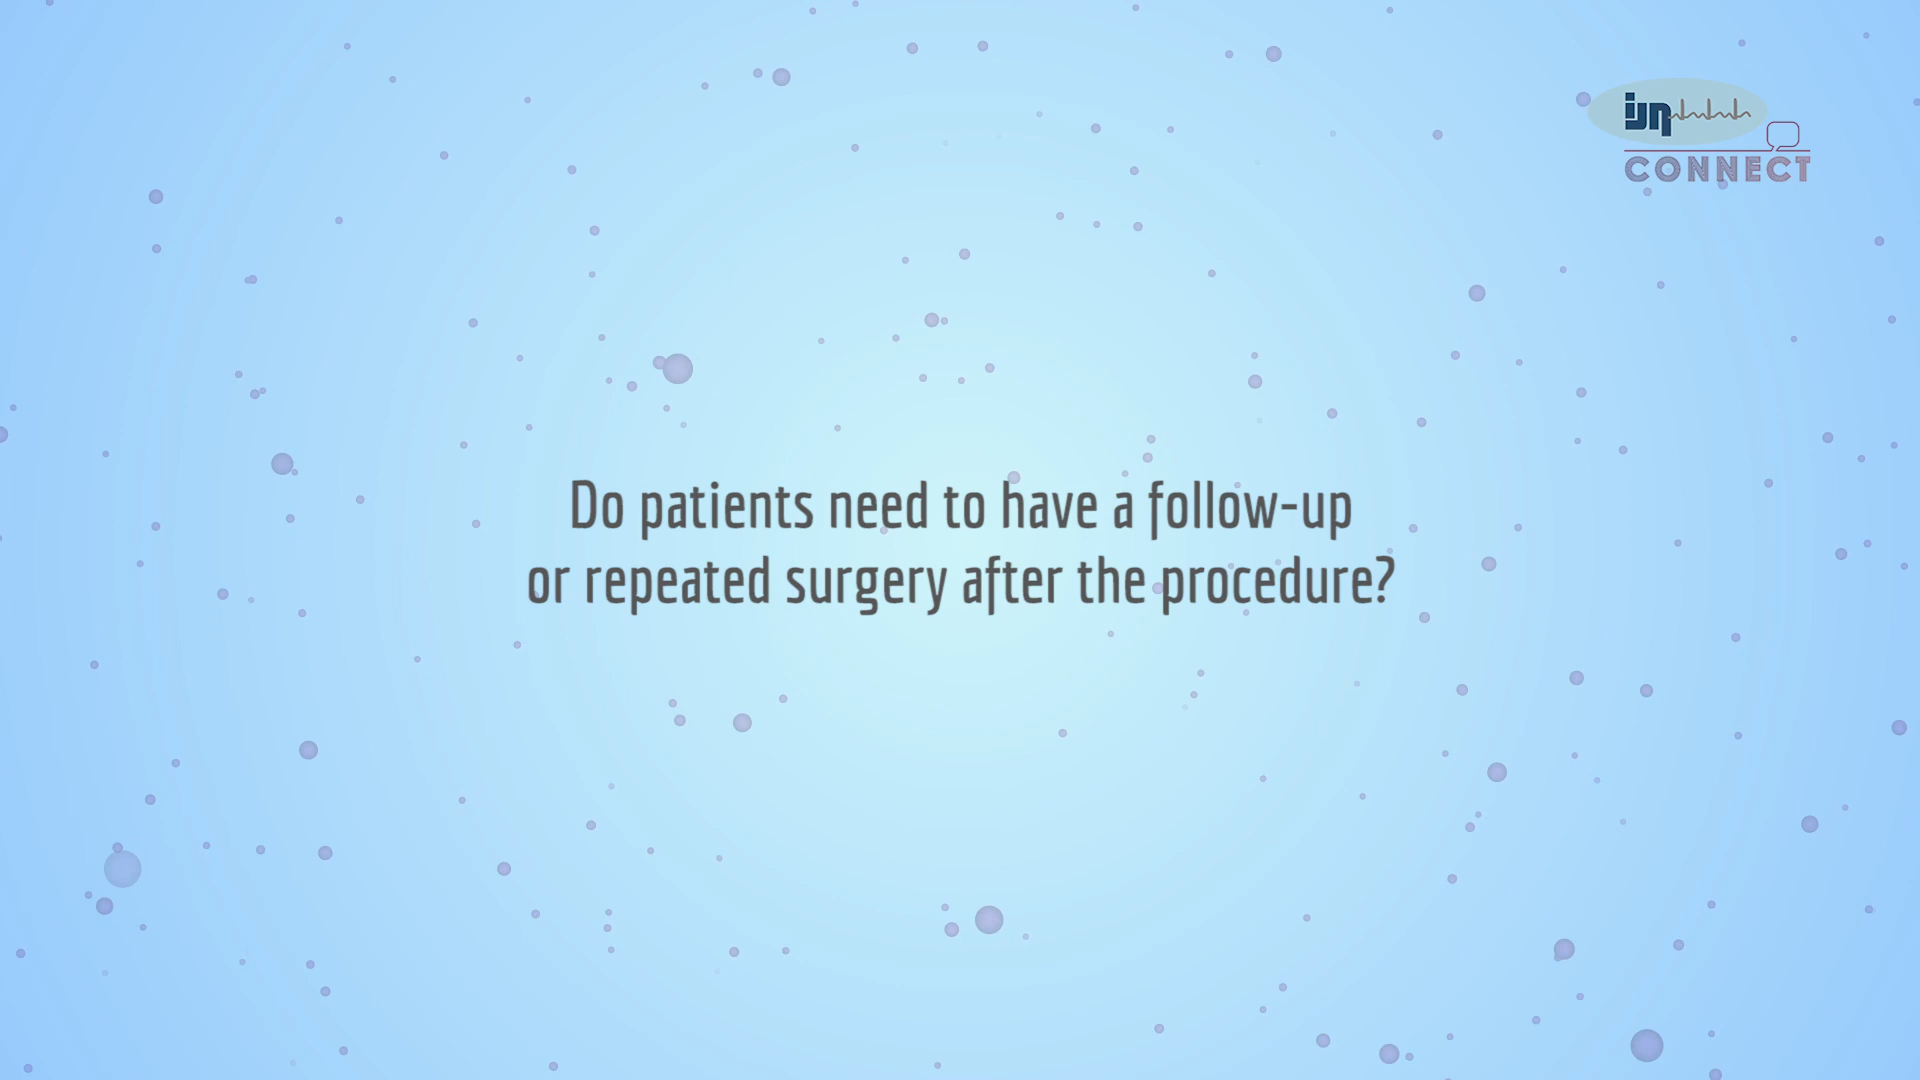 ijn
CONNECT
Do patients need to have a follow-up
or repeated surgery after the procedure?